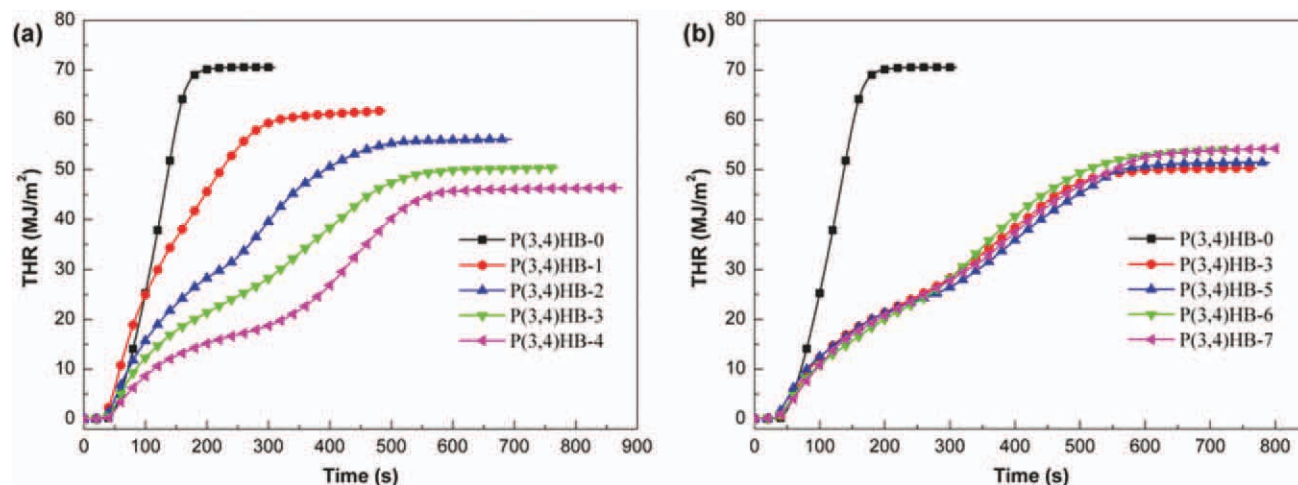 (a)
80
70
60
50
40
30
20
10
0
THR (MJ/m²)
P(3,4)HB-0
P(3,4)HB-1
P(3,4)HB-2
P(3,4)HB-3
P(3,4)HB-4
0 100 200 300 400 500 600 700 800 900
Time (s)
(b)
80
70
60
50
40
30
20
10
0
THR (MJ/m²)
P(3,4)HB-0
P(3,4)HB-3
P(3,4)HB-5
P(3,4)HB-6
P(3,4)HB-7
0 100 200 300 400 500 600 700 800
Time (s)